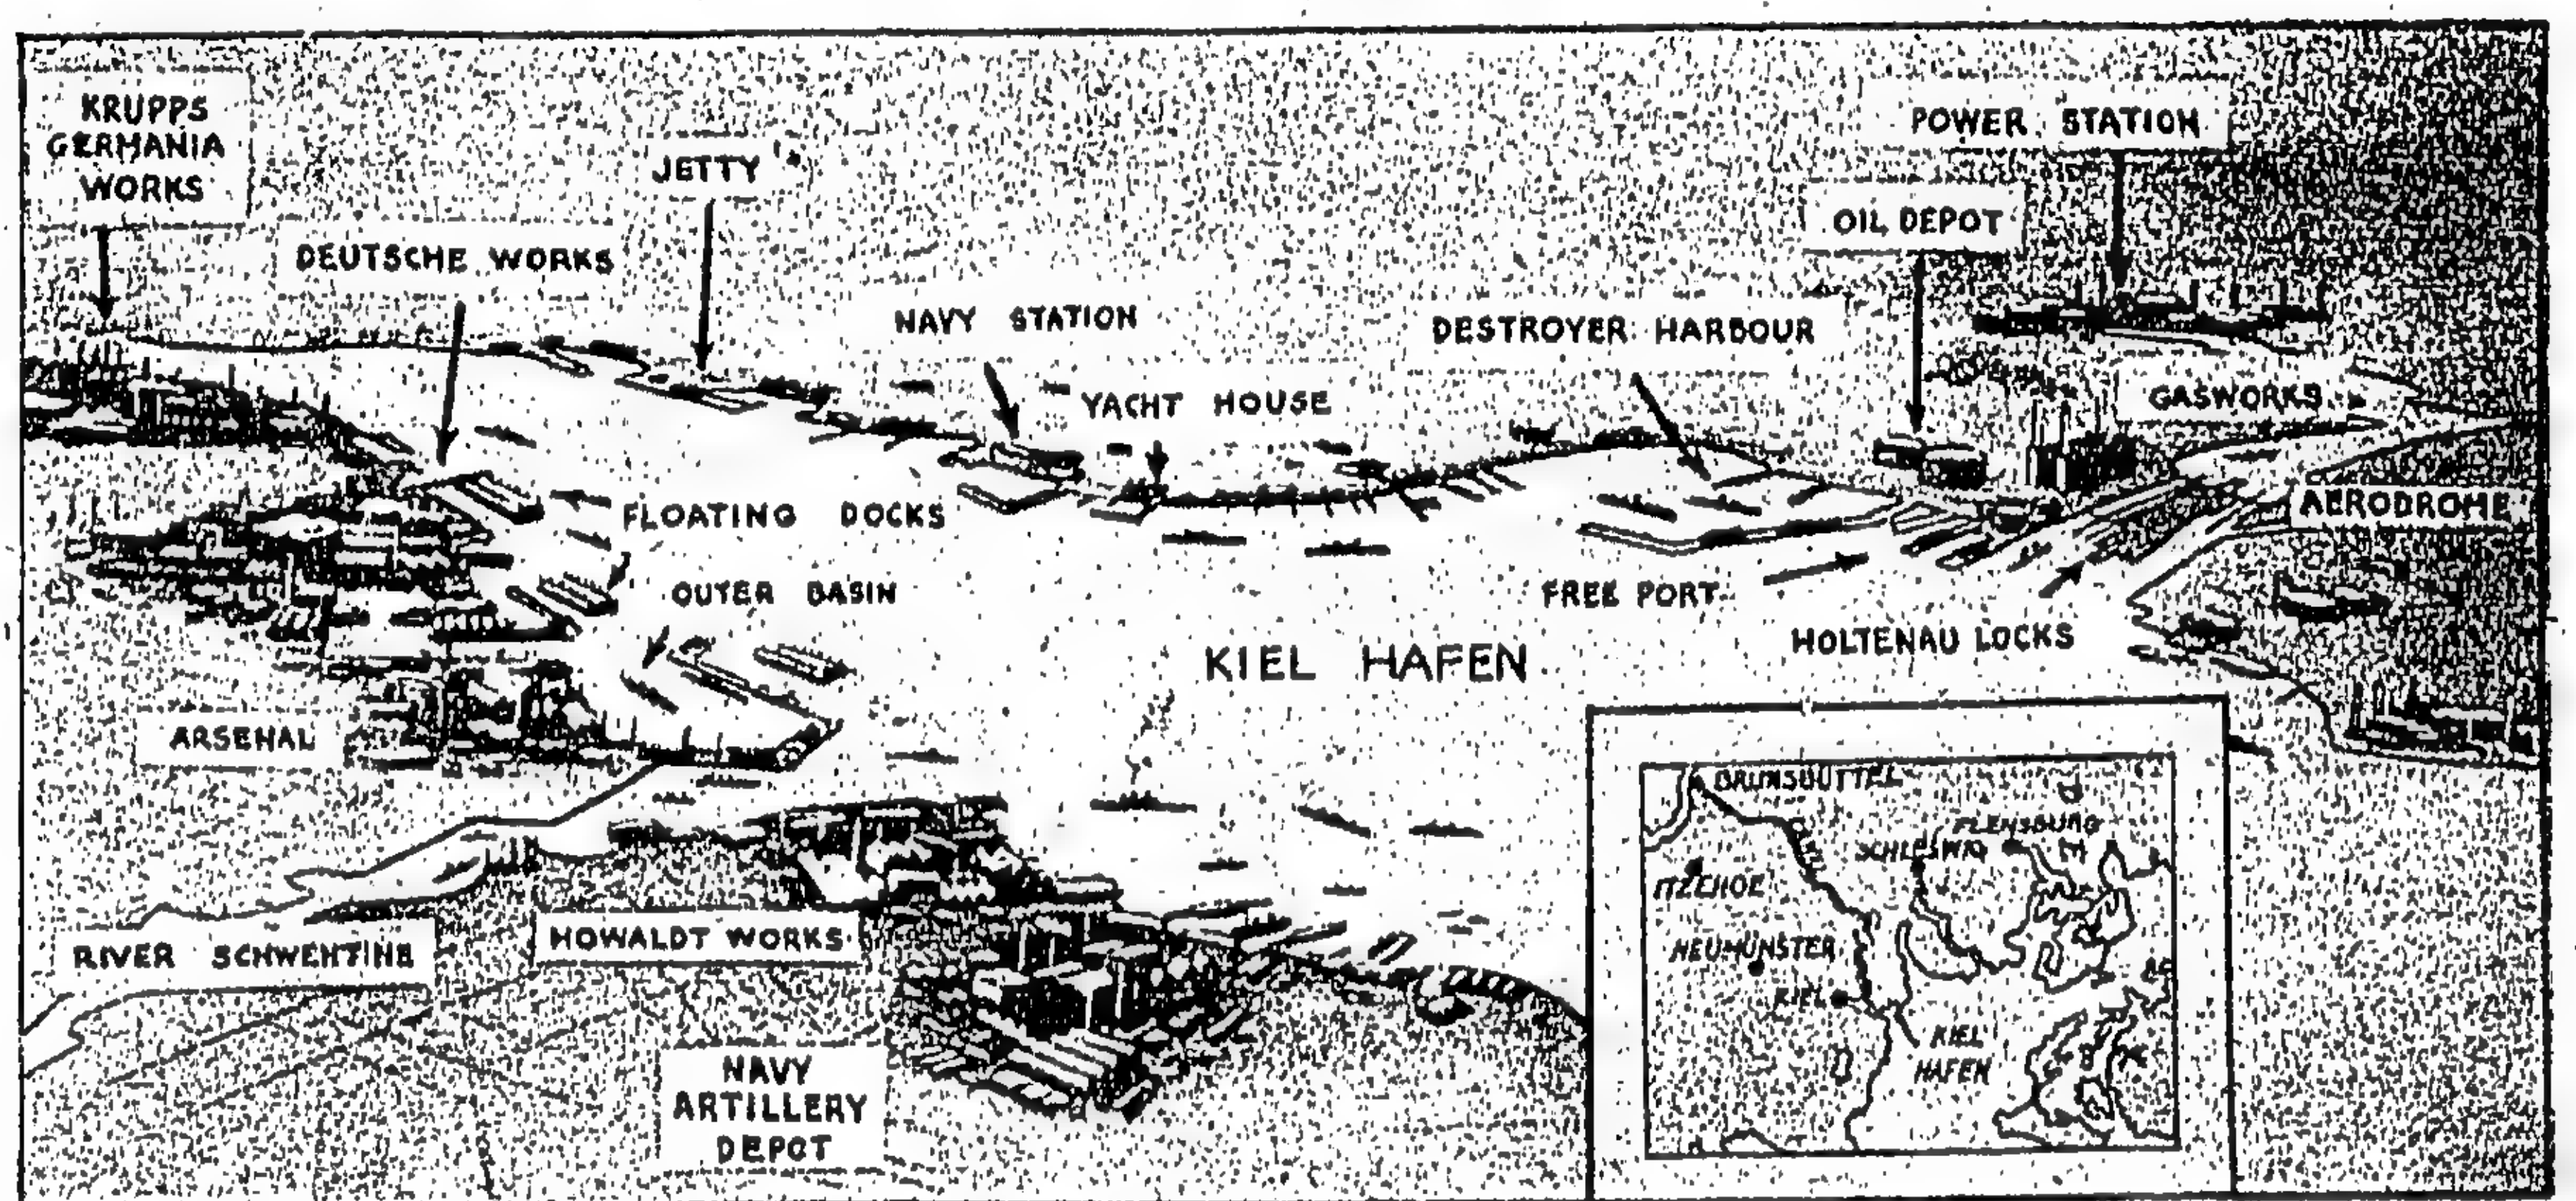 KRUPPS
GERMANIA
WORKS
JETTY
POWER STATION
OIL DEPOT
DEUTSCHE WORKS
NAVY STATION
DESTROYER HARBOUR
YACHT HOUSE
GASWORKS
FLOATING DOCKS
AERODROME
OUTER BASIN
FREE PORT
HOLTENAU LOCKS
KIEL HAFEN
ARSENAL
RIVER SCHWENTINE
HOWALDT WORKS
NAVY
ARTILLERY
DEPOT
BRUNSBUTTEL
FLENSBURG
SCHLESWIG
ITZEHOE
NEUMUNSTER
KIEL
KIEL
HAFEN